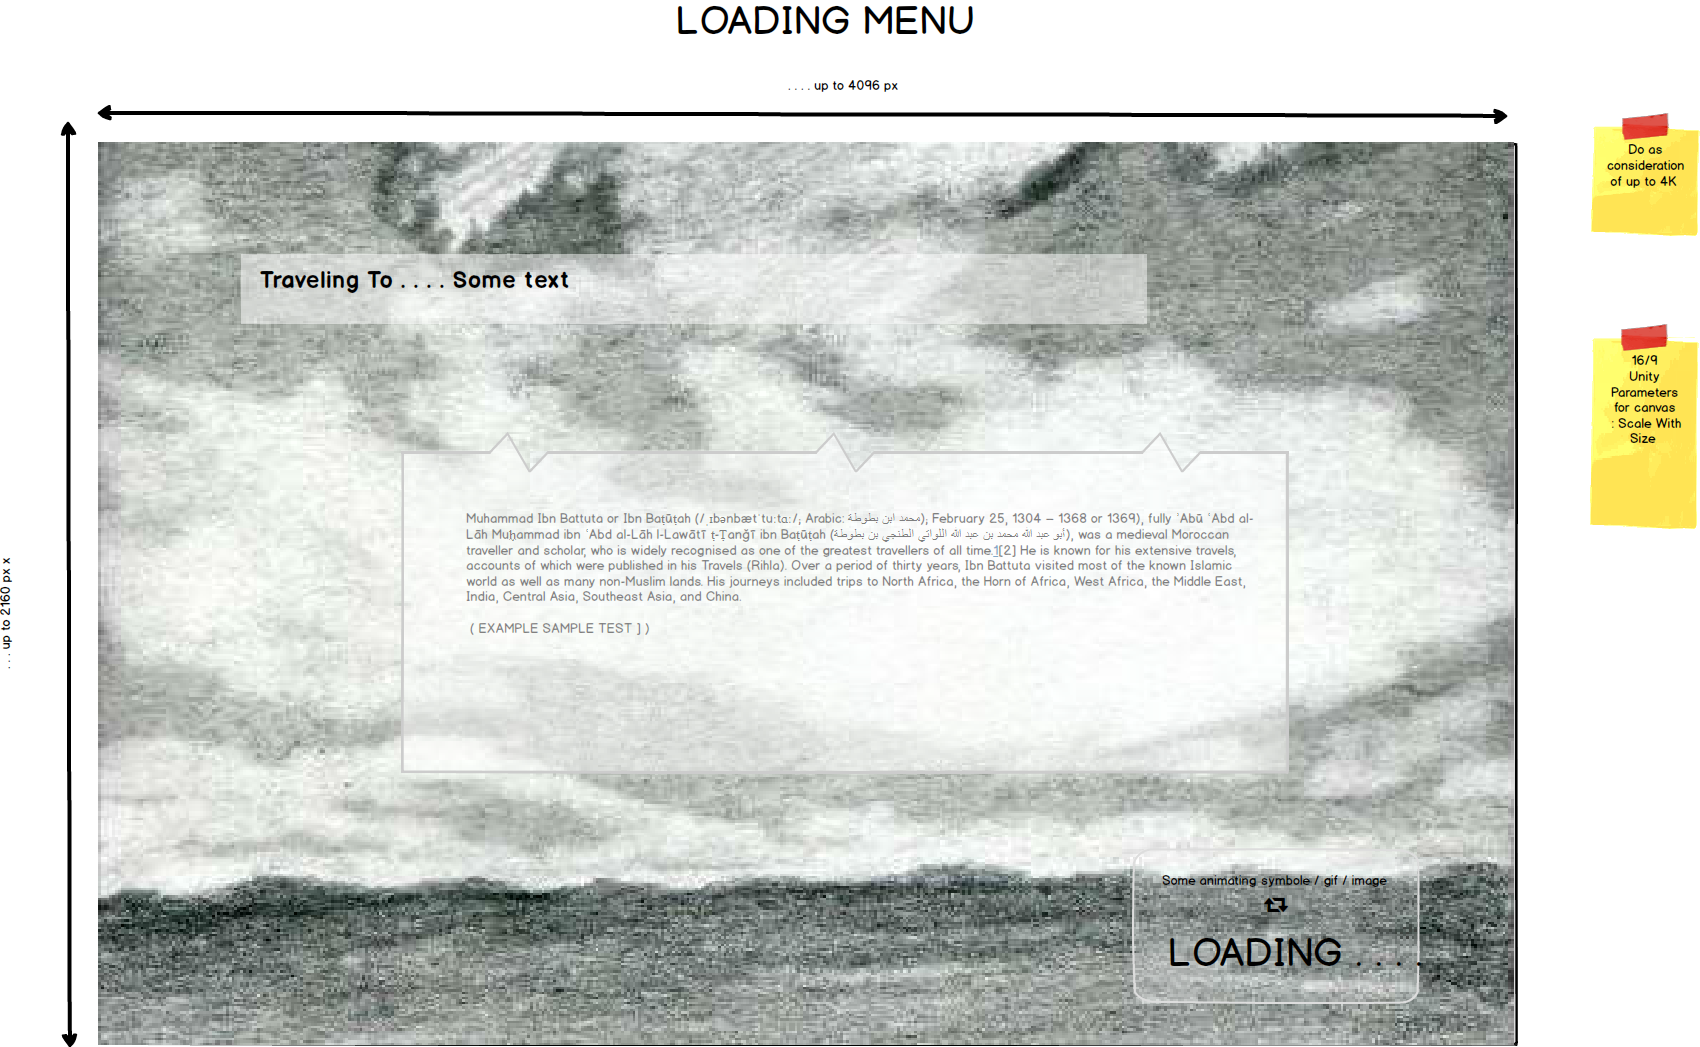 LOADING MENU
. . . . up to 4096 px
. . . up to 2160 px x
Traveling To . . . . Some text
Muhammad Ibn Battuta or Ibn Baṭūṭah (/ˌɪbənbætˈtuːtɑː/; Arabic: محمد ابن بطوطة); February 25, 1304 – 1368 or 1369), fully ʾAbū ʿAbd al-
Lāh Muḥammad ibn ʿAbd al-Lāh l-Lawātī ṭ-Ṭanǧī ibn Baṭūṭah (أبو عبد الله محمد بن عبد الله اللواتي الطنجي بن بطوطة), was a medieval Moroccan
traveller and scholar, who is widely recognised as one of the greatest travellers of all time.1[2] He is known for his extensive travels,
accounts of which were published in his Travels (Rihla). Over a period of thirty years, Ibn Battuta visited most of the known Islamic
world as well as many non-Muslim lands. His journeys included trips to North Africa, the Horn of Africa, West Africa, the Middle East,
India, Central Asia, Southeast Asia, and China.
( EXAMPLE SAMPLE TEST ] )
Some animating symbole / gif / image
LOADING . . . .
Do as
consideration
of up to 4K
16/9
Unity
Parameters
for canvas
: Scale With
Size